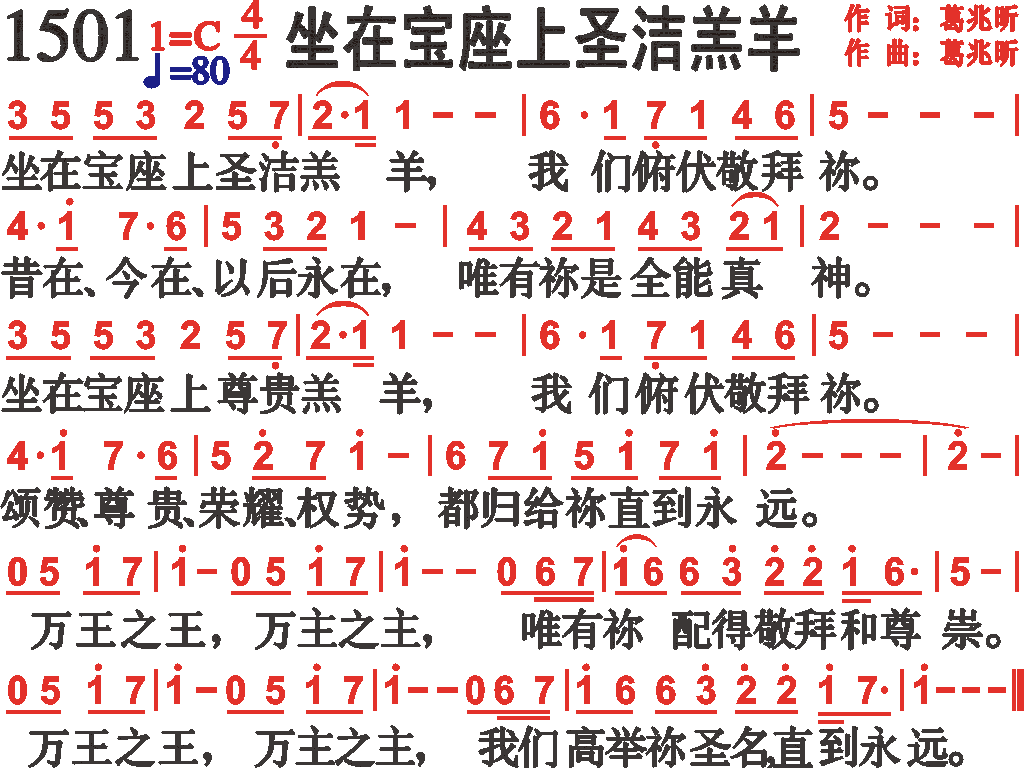 1501 1=C 4/4 坐在宝座上圣洁羔羊 作 词：葛兆昕
♩=80 作 曲：葛兆昕
3 5 5 3 2 5 7̣ | 2·1 1 - - | 6 · 1 7̣ 1 4 6 | 5 - - - |
坐在宝座上圣洁羔 羊， 我 们俯伏敬拜 祢。
4·1̇ 7·6 | 5 3 2 1 - | 4 3 2 1 4 3 2 1 | 2 - - - |
昔在、今在、以后永在， 唯有祢是全能真 神。
3 5 5 3 2 5 7̣ | 2·1 1 - - | 6 · 1 7̣ 1 4 6 | 5 - - - |
坐在宝座上尊贵羔 羊， 我 们俯伏敬拜 祢。
4·1̇ 7·6 | 5 2̇ 7 1̇ - | 6 7 1̇ 5 1̇ 7 1̇ | 2̇ - - - | 2̇ - |
颂赞、尊 贵、荣耀、权势， 都归给祢直到永 远。
0 5 1̇ 7 | 1̇ - 0 5 1̇ 7 | 1̇ - - 0 6 7 | 1̇ 6 6 3̇ 2̇ 2̇ 1̇ 6· | 5 - |
万王之王， 万主之主， 唯有祢 配得敬拜和尊 崇。
0 5 1̇ 7 | 1̇ - 0 5 1̇ 7 | 1̇ - - 0 6 7 | 1̇ 6 6 3̇ 2̇ 2̇ 1̇ 7· | 1̇ - - - ‖
万王之王， 万主之主， 我们高举祢圣名，直到永 远。